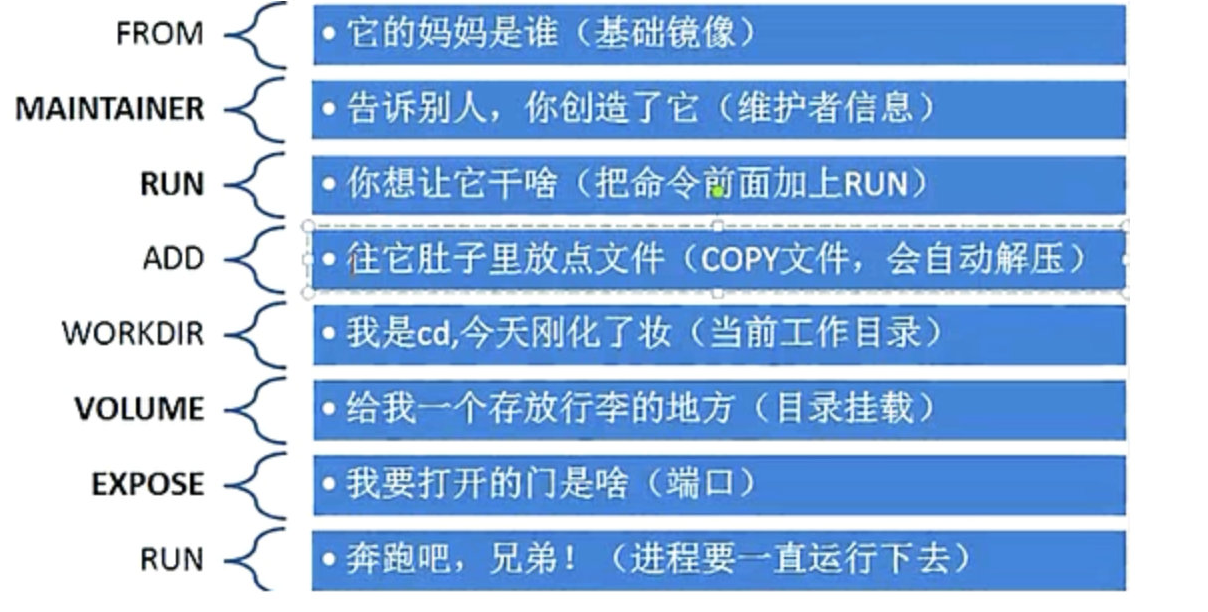 FROM
• 它的妈妈是谁（基础镜像）
MAINTAINER
• 告诉别人，你创造了它（维护者信息）
RUN
• 你想让它干啥（把命令前面加上RUN）
ADD
• 往它肚子里放点文件（COPY文件，会自动解压）
WORKDIR
• 我是cd,今天刚化了妆（当前工作目录）
VOLUME
• 给我一个存放行李的地方（目录挂载）
EXPOSE
• 我要打开的门是啥（端口）
RUN
• 奔跑吧，兄弟！（进程要一直运行下去）